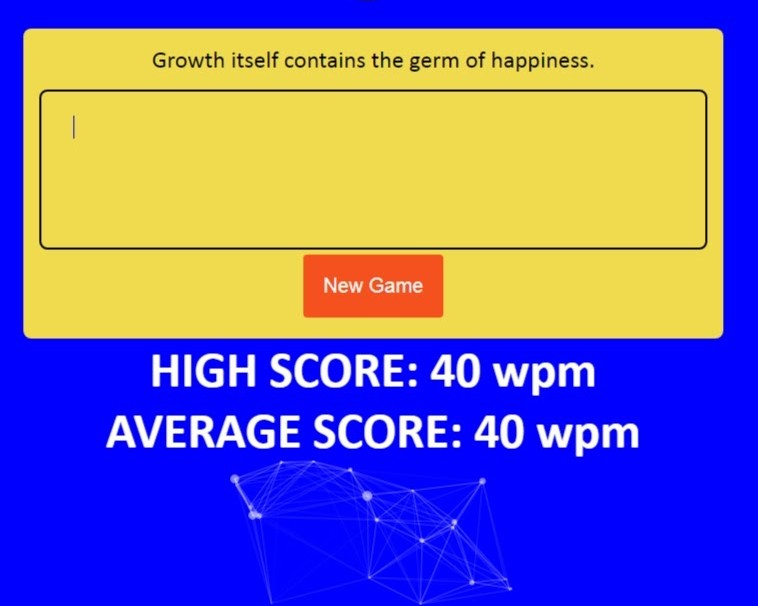 Growth itself contains the germ of happiness.
New Game
HIGH SCORE: 40 wpm
AVERAGE SCORE: 40 wpm